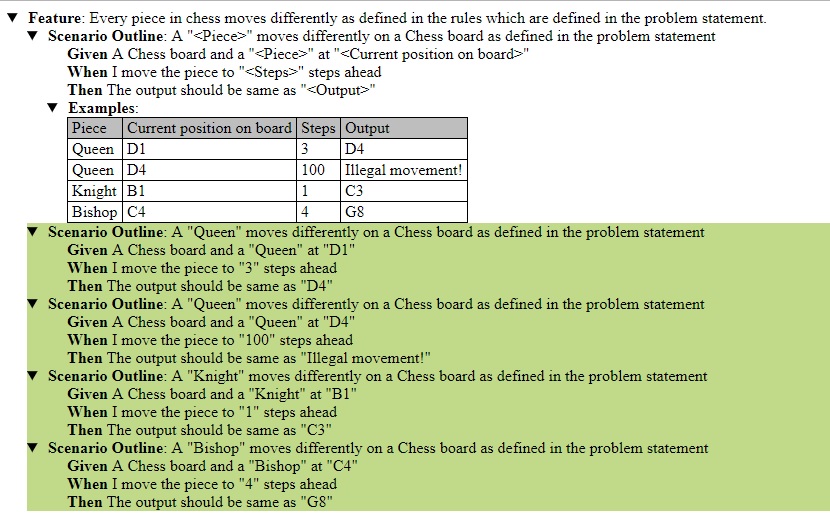 Feature: Every piece in chess moves differently as defined in the rules which are defined in the problem statement.
Scenario Outline: A "<Piece>" moves differently on a Chess board as defined in the problem statement
Given A Chess board and a "<Piece>" at "<Current position on board>"
When I move the piece to "<Steps>" steps ahead
Then The output should be same as "<Output>"
Examples:
Piece Current position on board Steps Output
Queen D1 3 D4
Queen D4 100 Illegal movement!
Knight B1 1 C3
Bishop C4 4 G8
Scenario Outline: A "Queen" moves differently on a Chess board as defined in the problem statement
Given A Chess board and a "Queen" at "D1"
When I move the piece to "3" steps ahead
Then The output should be same as "D4"
Scenario Outline: A "Queen" moves differently on a Chess board as defined in the problem statement
Given A Chess board and a "Queen" at "D4"
When I move the piece to "100" steps ahead
Then The output should be same as "Illegal movement!"
Scenario Outline: A "Knight" moves differently on a Chess board as defined in the problem statement
Given A Chess board and a "Knight" at "B1"
When I move the piece to "1" steps ahead
Then The output should be same as "C3"
Scenario Outline: A "Bishop" moves differently on a Chess board as defined in the problem statement
Given A Chess board and a "Bishop" at "C4"
When I move the piece to "4" steps ahead
Then The output should be same as "G8"